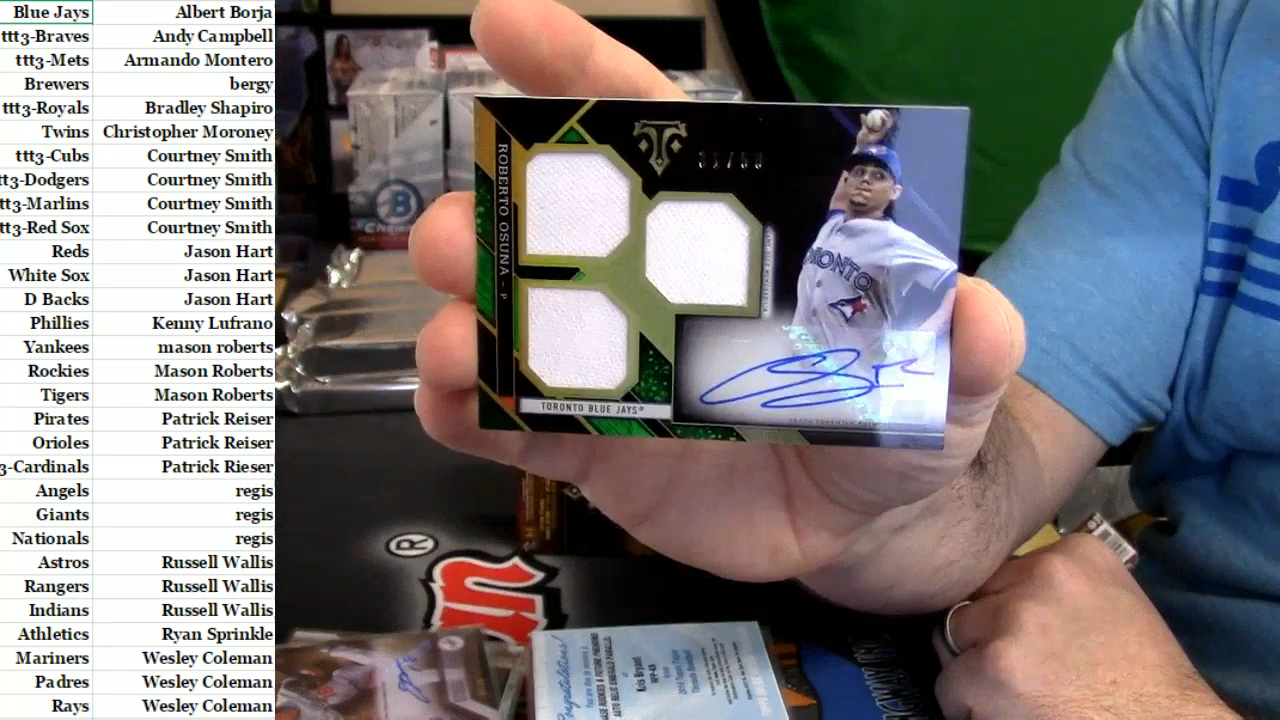 Blue Jays Albert Borja
ttt3-Braves Andy Campbell
ttt3-Mets Armando Montero
Brewers bergy
ttt3-Royals Bradley Shapiro
Twins Christopher Moroney
ttt3-Cubs Courtney Smith
tt3-Dodgers Courtney Smith
tt3-Marlins Courtney Smith
tt3-Red Sox Courtney Smith
Reds Jason Hart
White Sox Jason Hart
D Backs Jason Hart
Phillies Kenny Lufrano
Yankees mason roberts
Rockies Mason Roberts
Tigers Mason Roberts
Pirates Patrick Reiser
Orioles Patrick Reiser
3-Cardinals Patrick Rieser
Angels regis
Giants regis
Nationals regis
Astros Russell Wallis
Rangers Russell Wallis
Indians Russell Wallis
Athletics Ryan Sprinkle
Mariners Wesley Coleman
Padres Wesley Coleman
Rays Wesley Coleman
ROBERTO OSUNA - P
TORONTO BLUE JAYS®
TORONTO
B
®
Congratulations!
Kris Bryant